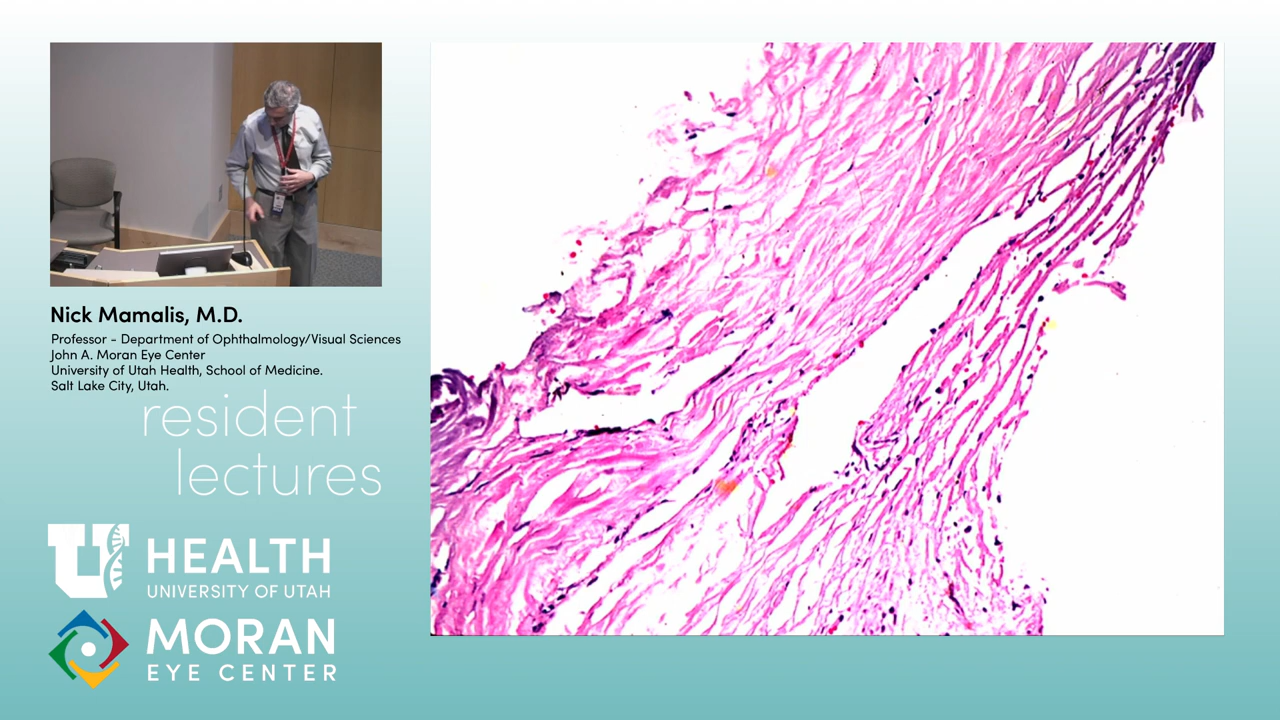 Nick Mamalis, M.D.
Professor - Department of Ophthalmology/Visual Sciences
John A. Moran Eye Center
University of Utah Health, School of Medicine.
Salt Lake City, Utah.
resident
lectures
U HEALTH
UNIVERSITY OF UTAH
MORAN
EYE CENTER